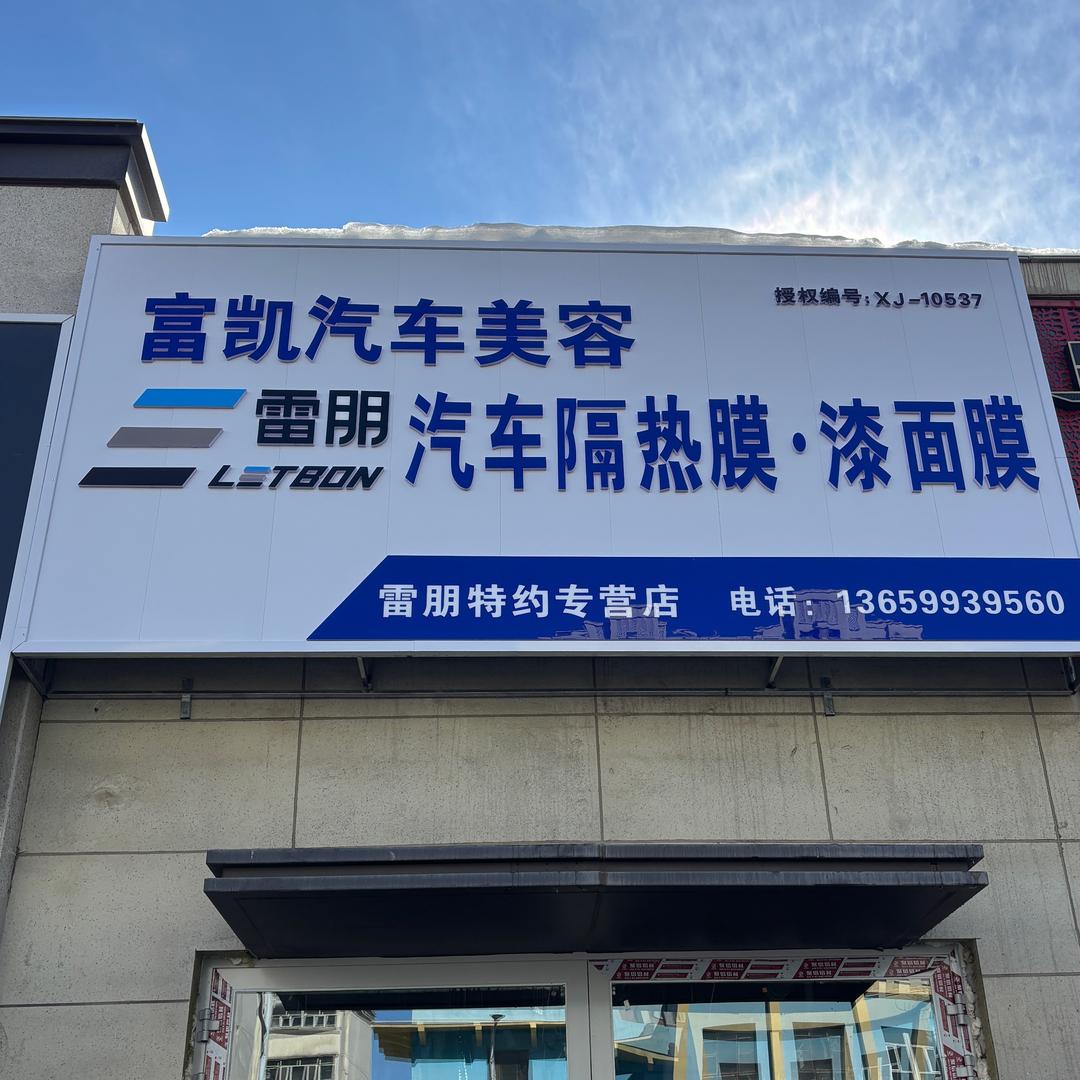 授权编号:XJ-10537
富凯汽车美容
雷朋 汽车隔热膜·漆面膜
LETBON
雷朋特约专营店 电话：13659939560